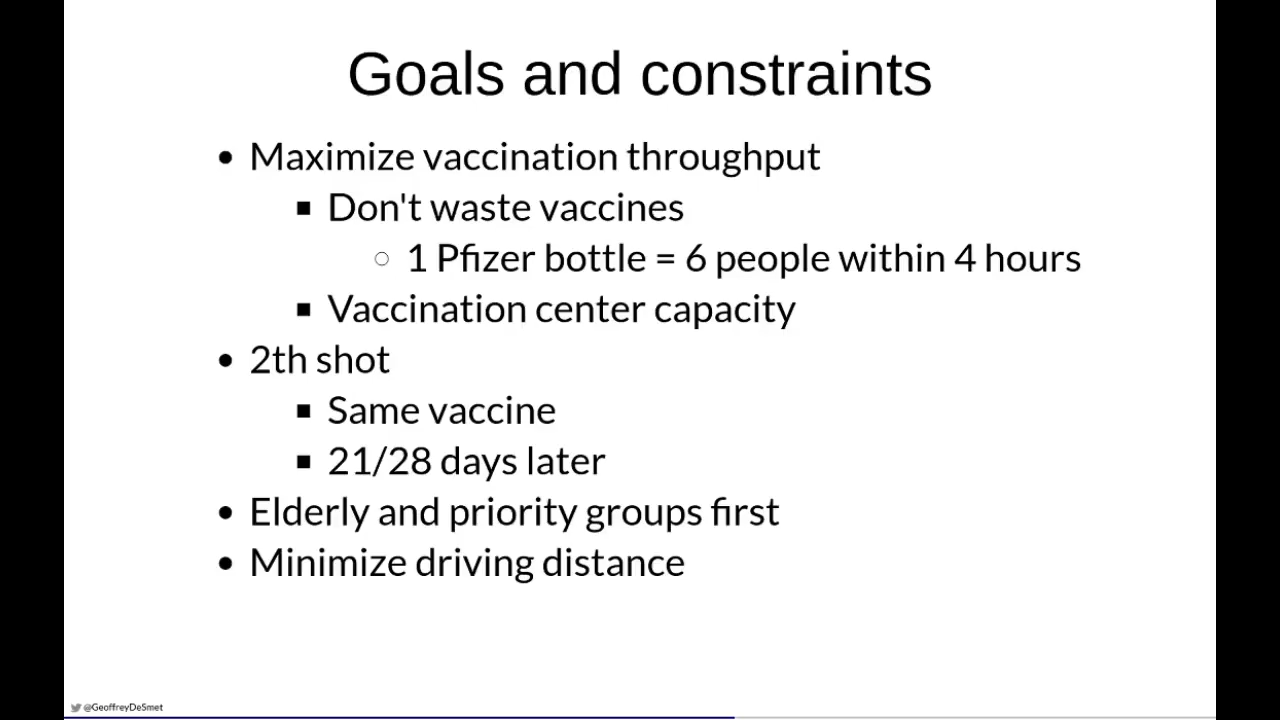 Goals and constraints
Maximize vaccination throughput
Don't waste vaccines
1 Pfizer bottle = 6 people within 4 hours
Vaccination center capacity
2th shot
Same vaccine
21/28 days later
Elderly and priority groups first
Minimize driving distance
@GeoffreyDeSmet